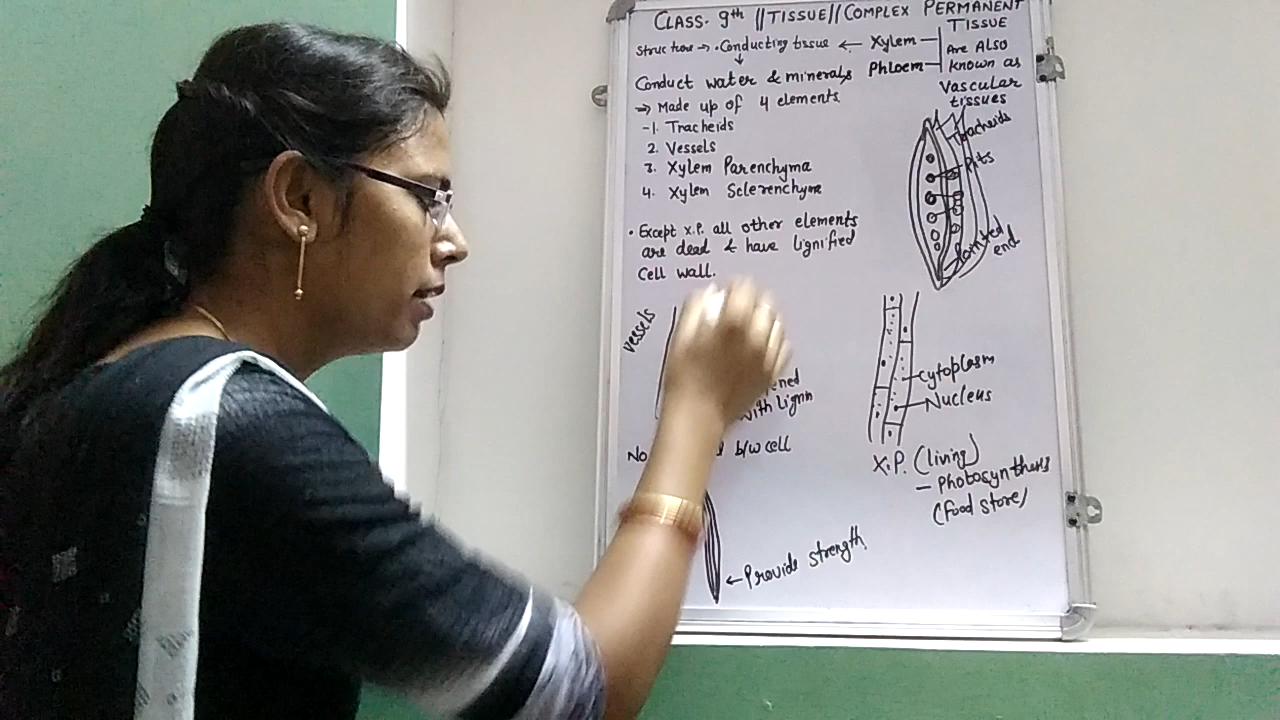 CLASS. 9th || TISSUE || COMPLEX PERMANENT TISSUE
Structure → • Conducting tissue ← Xylem
Phloem
Are Also
known as
Vascular
tissues
Conduct water & minerals
→ Made up of 4 elements.
1. Tracheids
2. Vessels
3. Xylem Parenchyma
4. Xylem Sclerenchyma
• Except X.P. all other elements
are dead & have lignified
Cell wall.
Tracheids
Pits
end
Vessels
with Lignin
No b/w cell
Cytoplasm
Nucleus
X.P. (living)
– Photosynthesis
(food store)
← Provide strength